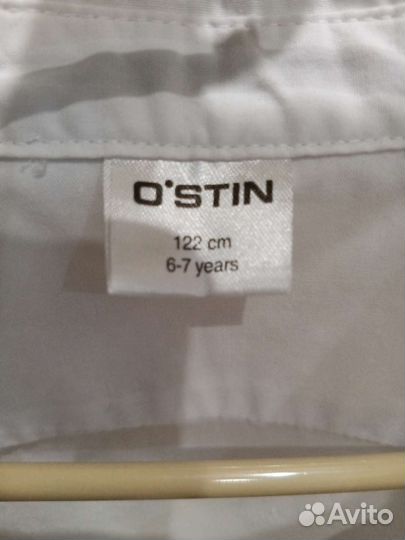 O'STIN
122 cm
6-7 years
Avito